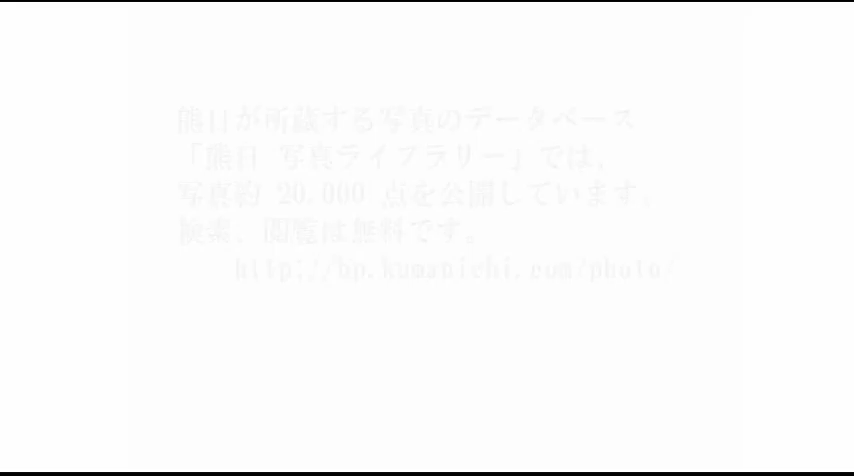 熊日が所蔵する写真のデータベース
「熊日 写真ライブラリー」では、
写真約 20,000 点を公開しています。
検索、閲覧は無料です。
http://bp.kumanichi.com/photo/